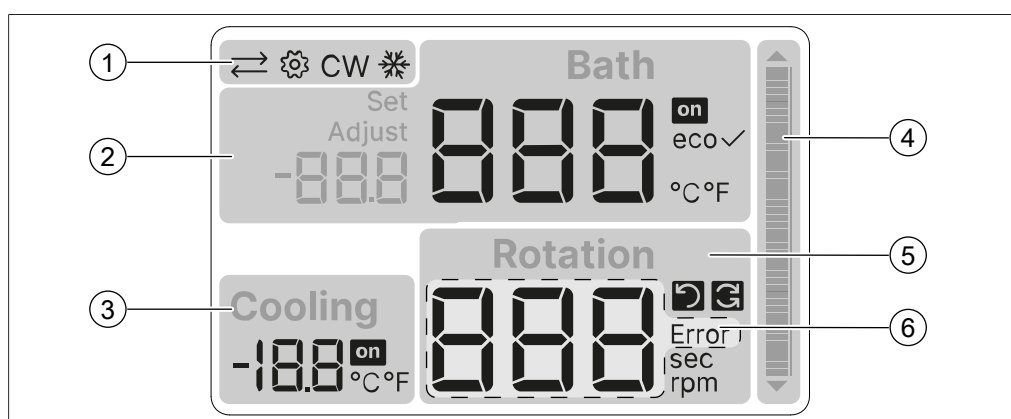 1
CW
Bath
Set
Adjust
-88.8
888
on
eco
°C°F
2
4
Rotation
5
Cooling
-18.8
on
°C°F
3
888
Error
sec
rpm
6